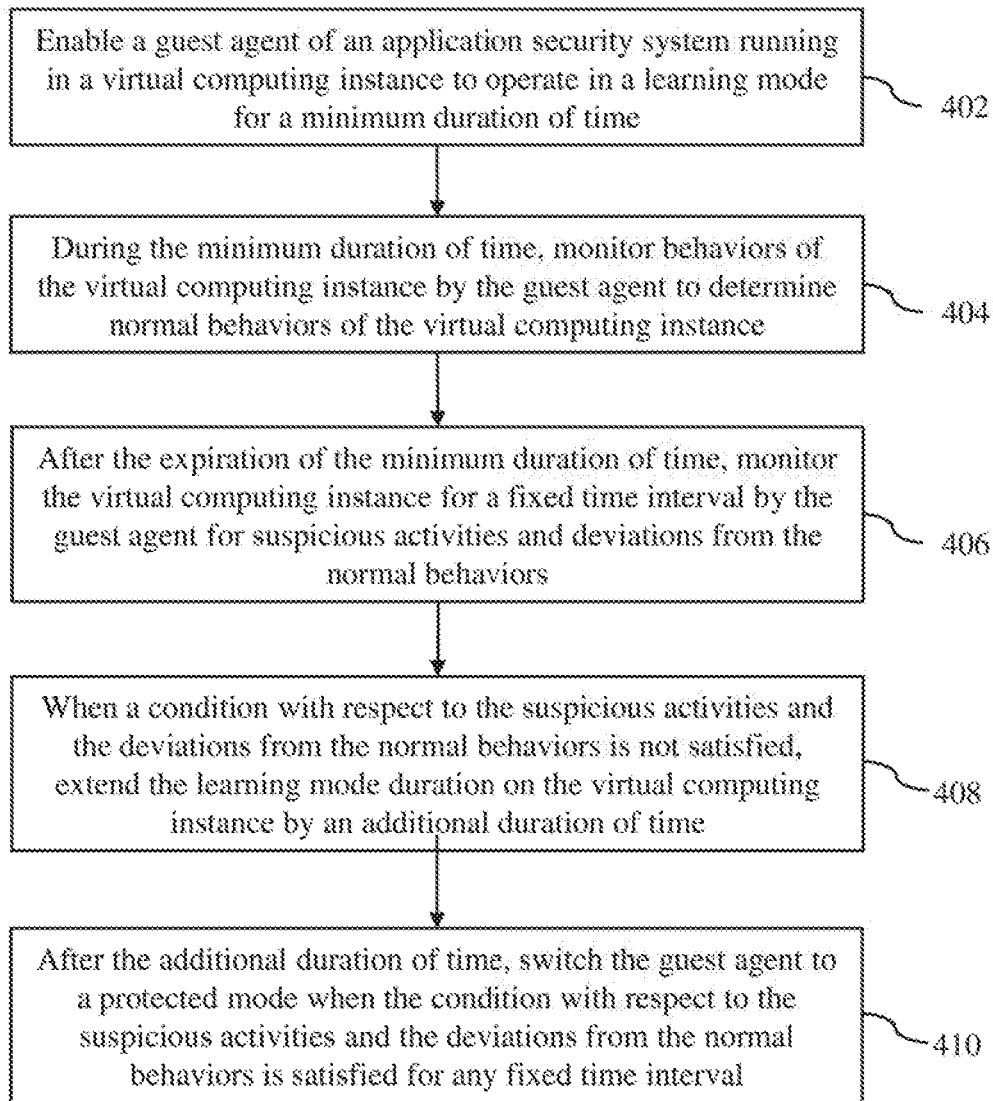 Enable a guest agent of an application security system running
in a virtual computing instance to operate in a learning mode
for a minimum duration of time
402
During the minimum duration of time, monitor behaviors of
the virtual computing instance by the guest agent to determine
normal behaviors of the virtual computing instance
404
After the expiration of the minimum duration of time, monitor
the virtual computing instance for a fixed time interval by the
guest agent for suspicious activities and deviations from the
normal behaviors
406
When a condition with respect to the suspicious activities and
the deviations from the normal behaviors is not satisfied,
extend the learning mode duration on the virtual computing
instance by an additional duration of time
408
After the additional duration of time, switch the guest agent to
a protected mode when the condition with respect to the
suspicious activities and the deviations from the normal
behaviors is satisfied for any fixed time interval
410